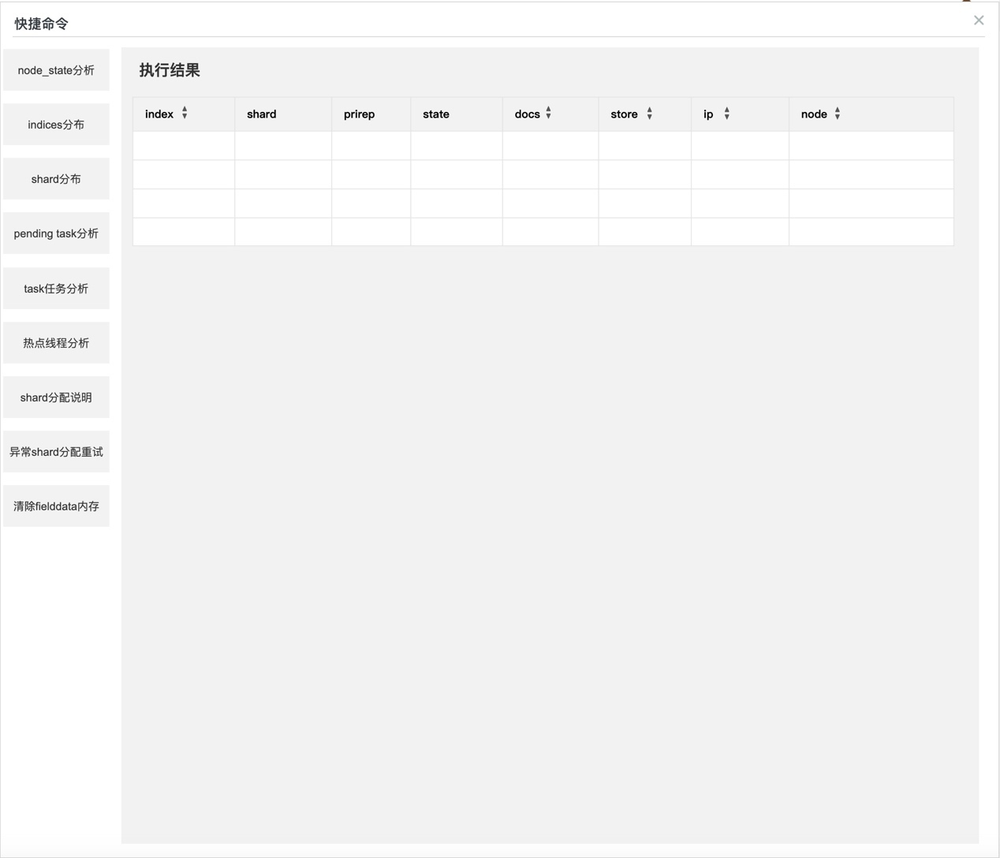 快捷命令
node_state分析
indices分布
shard分布
pending task分析
task任务分析
热点线程分析
shard分配说明
异常shard分配重试
清除fielddata内存
执行结果
index shard prirep state docs store ip node